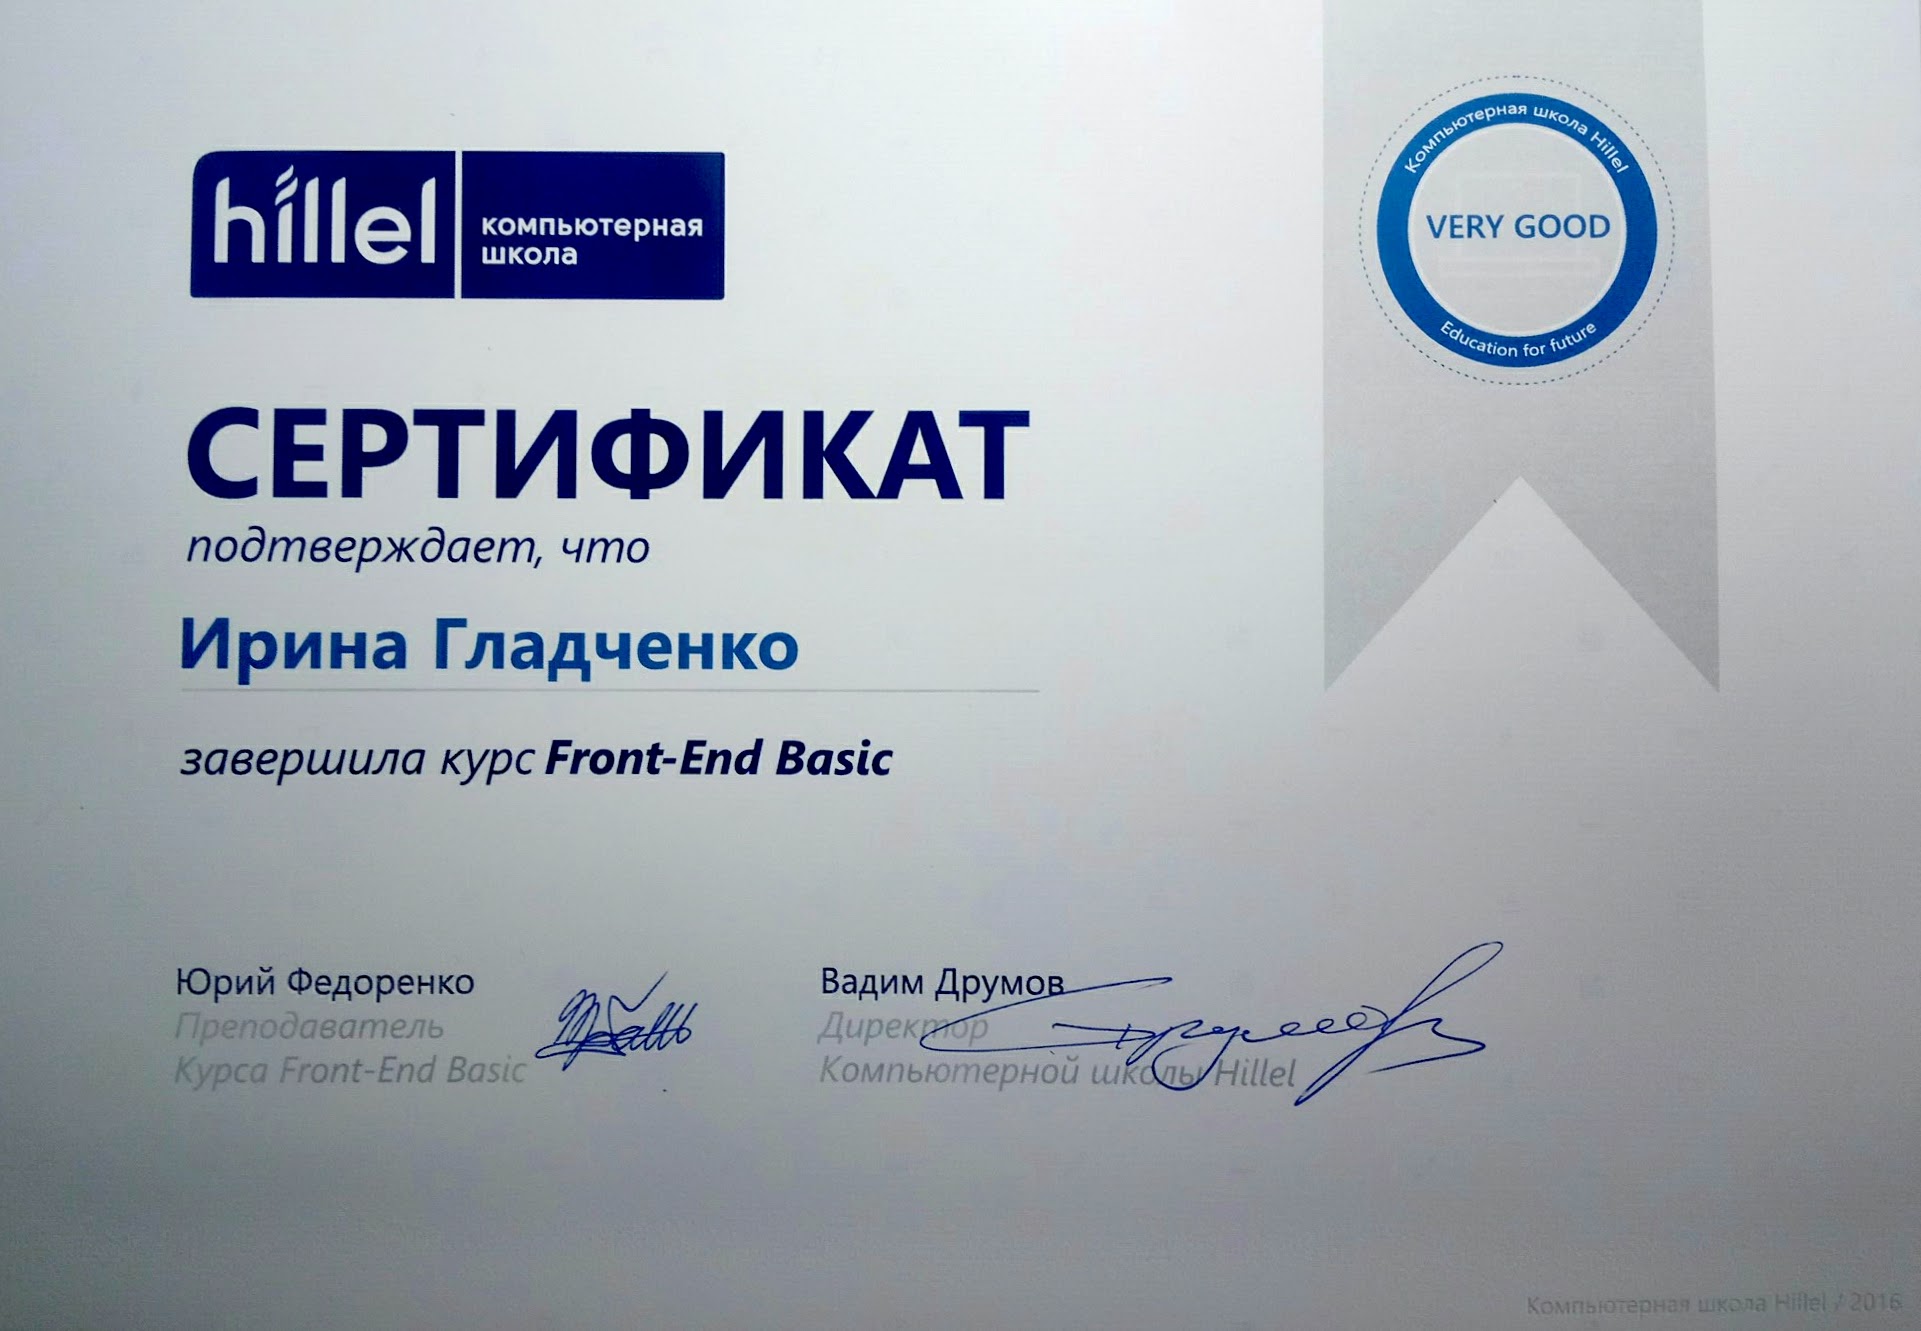 hillel
компьютерная
школа
Компьютерная школа Hillel
VERY GOOD
Education for future
СЕРТИФИКАТ
подтверждает, что
Ирина Гладченко
завершила курс Front-End Basic
Юрий Федоренко
Преподаватель
Курса Front-End Basic
Вадим Друмов
Директор
Компьютерной школы Hillel
Компьютерная школа Hillel / 2016